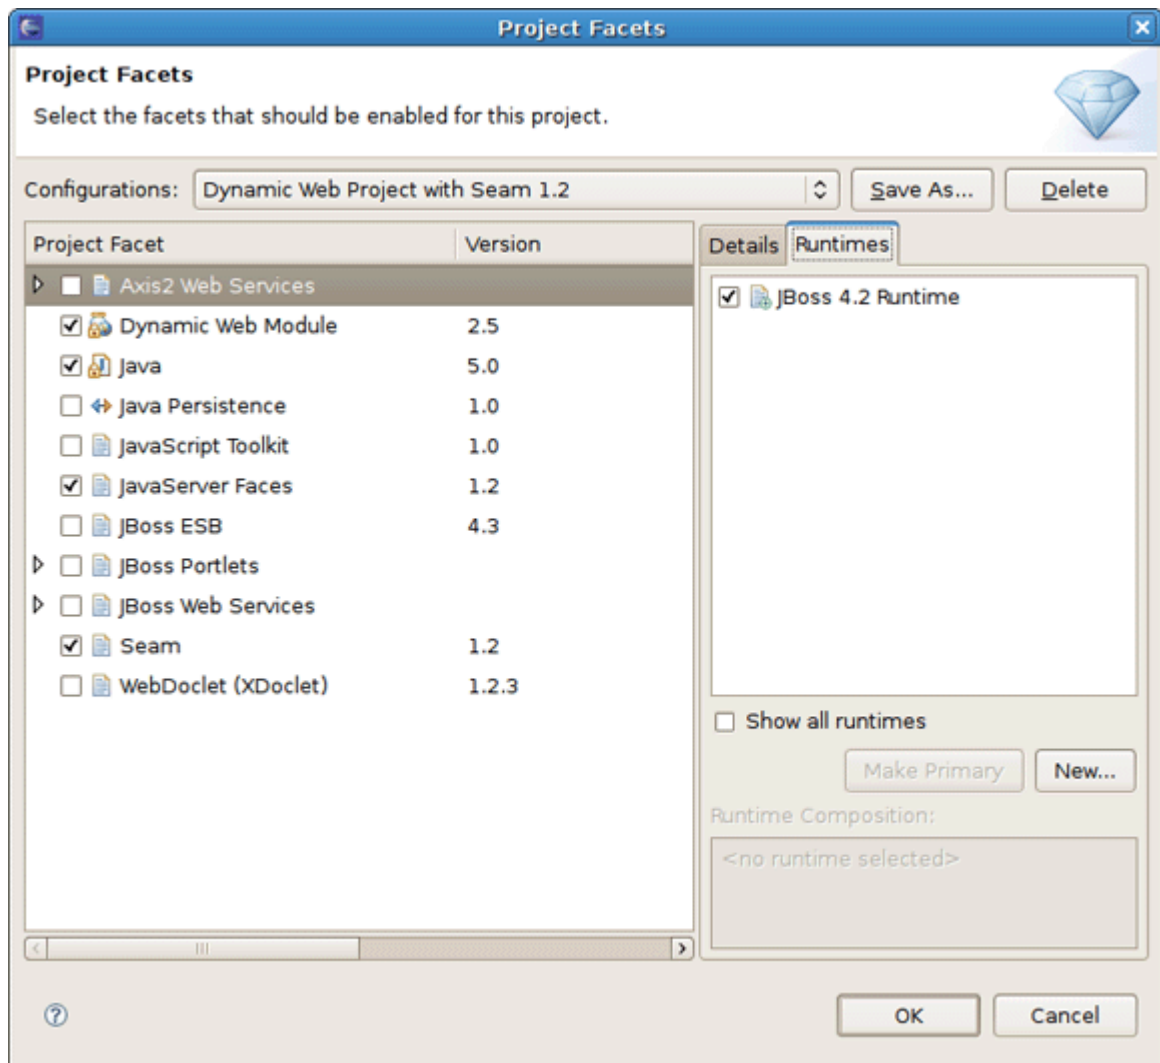 Project Facets
Project Facets
Select the facets that should be enabled for this project.
Configurations: Dynamic Web Project with Seam 1.2 Save As... Delete
Project Facet Version
Axis2 Web Services
Dynamic Web Module 2.5
Java 5.0
Java Persistence 1.0
JavaScript Toolkit 1.0
JavaServer Faces 1.2
JBoss ESB 4.3
JBoss Portlets
JBoss Web Services
Seam 1.2
WebDoclet (XDoclet) 1.2.3
Details Runtimes
JBoss 4.2 Runtime
Show all runtimes
Make Primary New...
Runtime Composition:
<no runtime selected>
OK Cancel